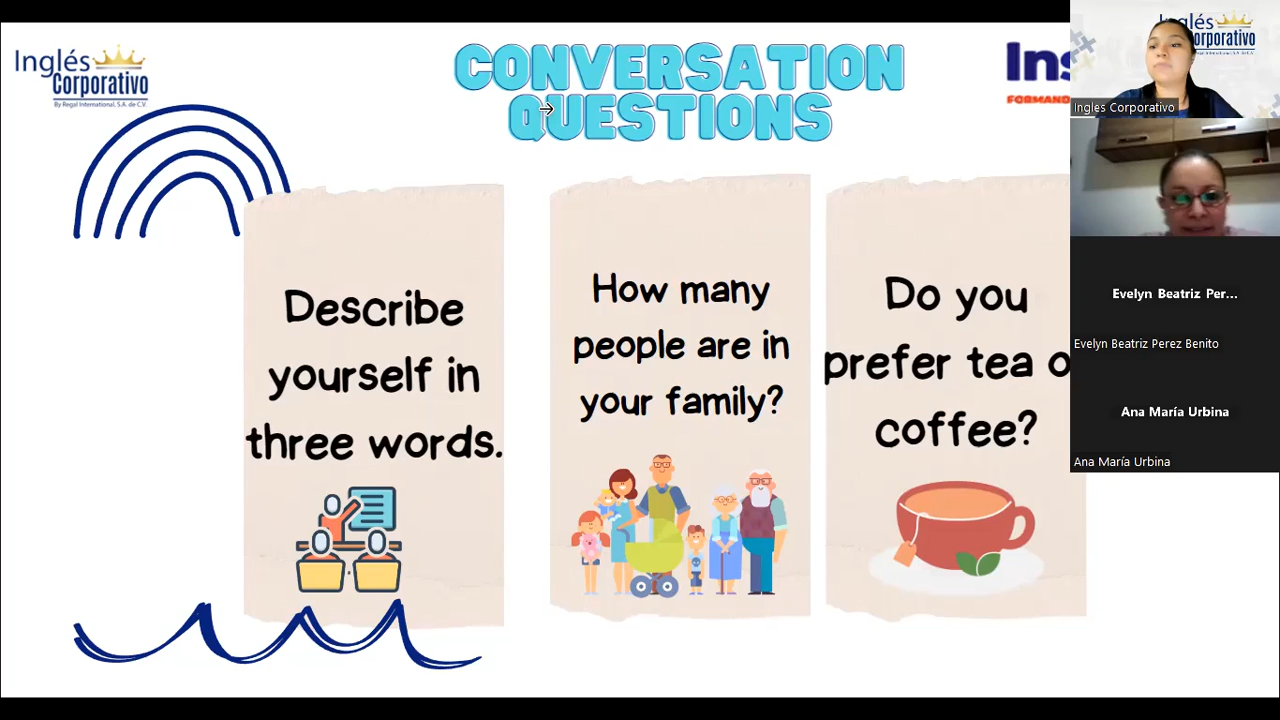 Inglés
Corporativo
By Regal International, S.A. de C.V.
CONVERSATION
QUESTIONS
Ins
FORMAND
Describe
yourself in
three words.
How many
people are in
your family?
Do you
prefer tea o
coffee?
Inglés
Corporativo
Ingles Corporativo
Evelyn Beatriz Per...
Evelyn Beatriz Perez Benito
Ana María Urbina
Ana María Urbina